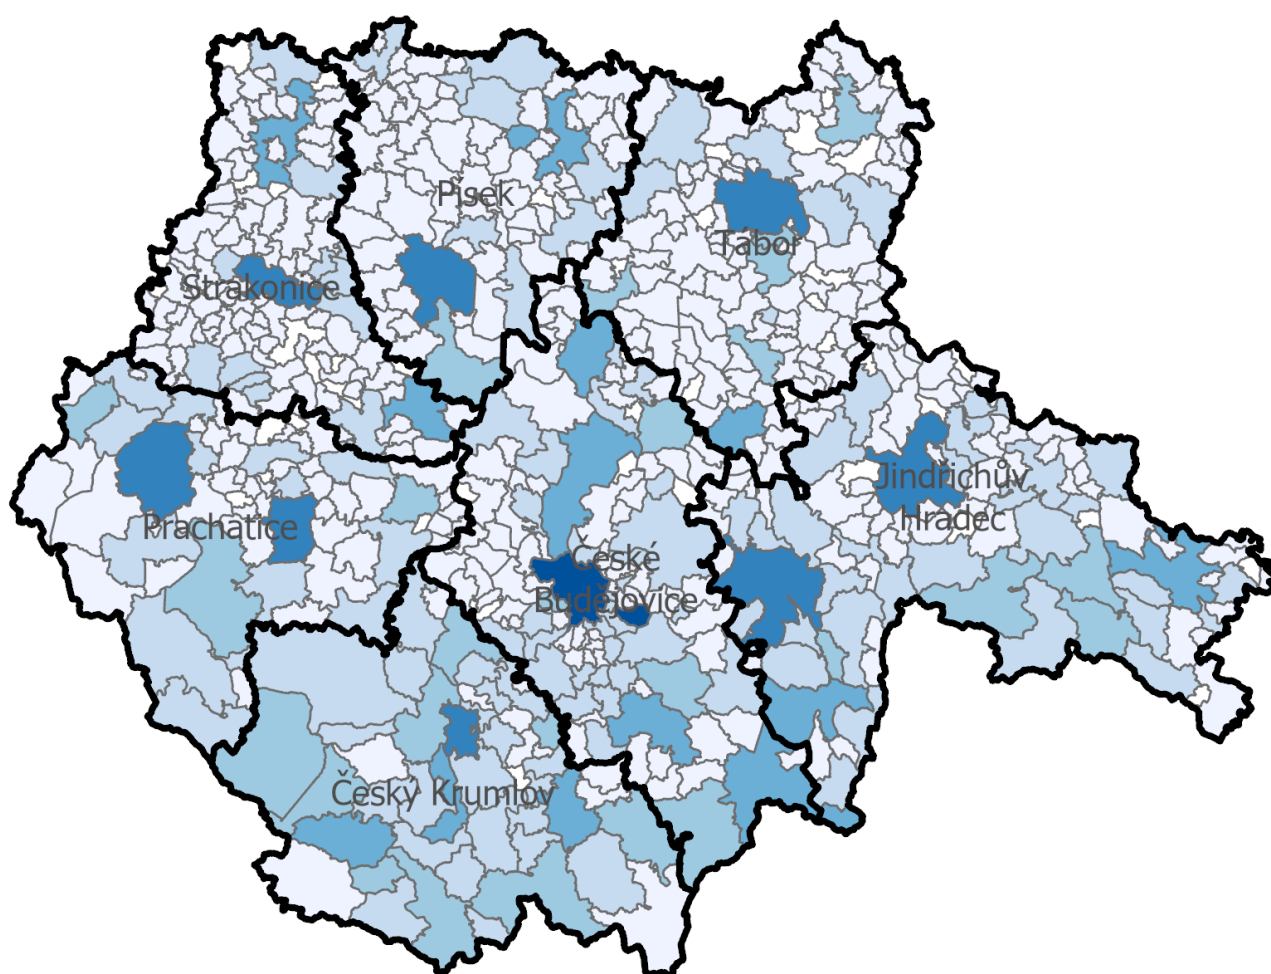 Písek
Tábor
Strakonice
Jindřichův
Hradec
Prachatice
České
Budějovice
Český Krumlov